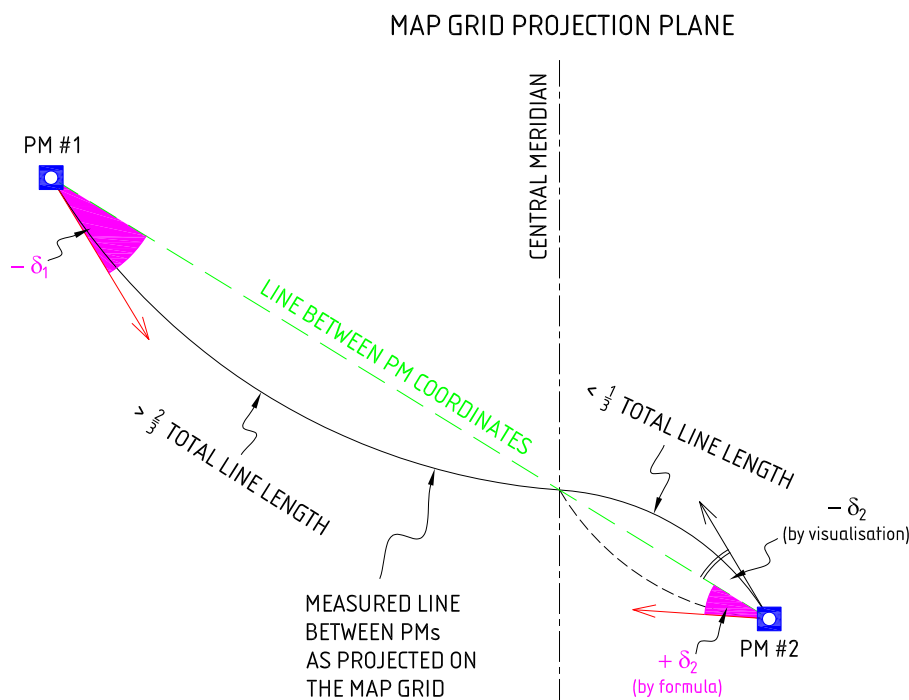 MAP GRID PROJECTION PLANE
CENTRAL MERIDIAN
PM #1
− δ₁
LINE BETWEEN PM COORDINATES
> 2/3 TOTAL LINE LENGTH
< 1/3 TOTAL LINE LENGTH
− δ₂
(by visualisation)
MEASURED LINE
BETWEEN PMs
AS PROJECTED ON
THE MAP GRID
PM #2
+ δ₂
(by formula)